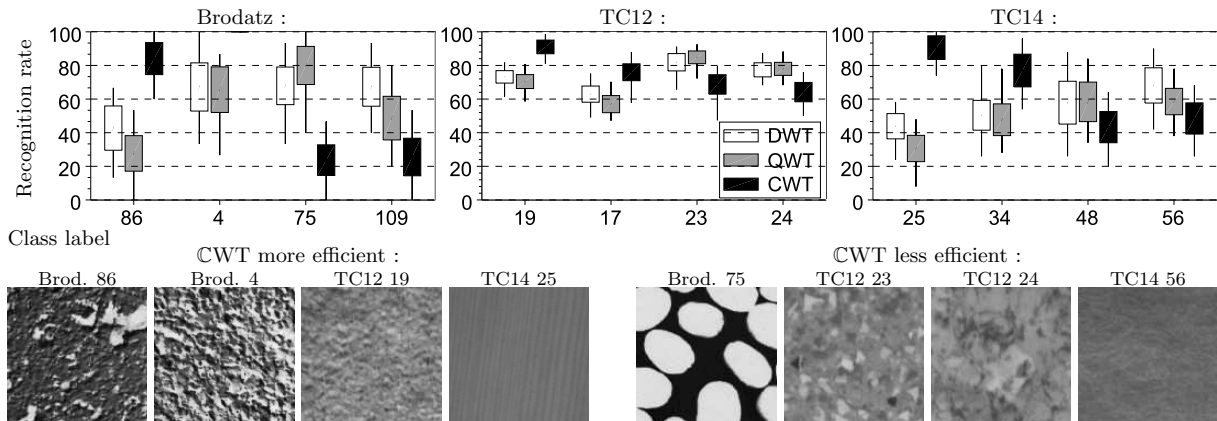 Brodatz :
TC12 :
TC14 :
Recognition rate
100
80
60
40
20
0
86
4
75
109
100
80
60
40
20
0
19
17
23
24
DWT
QWT
CWT
100
80
60
40
20
0
25
34
48
56
Class label
ℂWT more efficient :
ℂWT less efficient :
Brod. 86
Brod. 4
TC12 19
TC14 25
Brod. 75
TC12 23
TC12 24
TC14 56